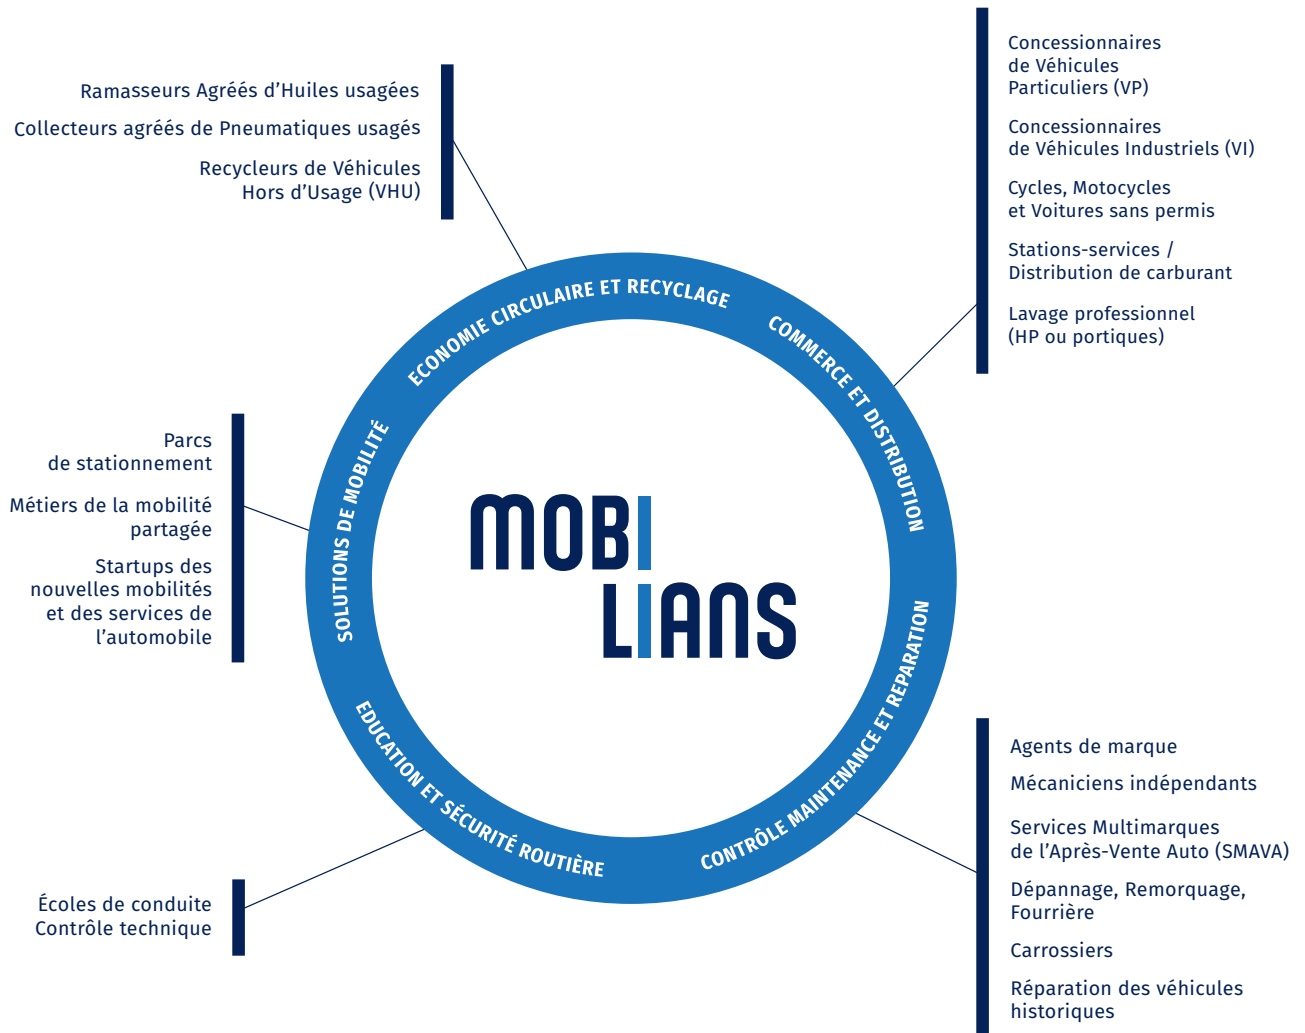 Ramasseurs Agréés d’Huiles usagées
Collecteurs agréés de Pneumatiques usagés
Recycleurs de Véhicules
Hors d’Usage (VHU)
Concessionnaires
de Véhicules
Particuliers (VP)
Concessionnaires
de Véhicules Industriels (VI)
Cycles, Motocycles
et Voitures sans permis
Stations-services /
Distribution de carburant
Lavage professionnel
(HP ou portiques)
ECONOMIE CIRCULAIRE ET RECYCLAGE
COMMERCE ET DISTRIBUTION
SOLUTIONS DE MOBILITÉ
Parcs
de stationnement
Métiers de la mobilité
partagée
Startups des
nouvelles mobilités
et des services de
l’automobile
MOBI
LIANS
EDUCATION ET SÉCURITÉ ROUTIÈRE
CONTRÔLE MAINTENANCE ET REPARATION
Écoles de conduite
Contrôle technique
Agents de marque
Mécaniciens indépendants
Services Multimarques
de l’Après-Vente Auto (SMAVA)
Dépannage, Remorquage,
Fourrière
Carrossiers
Réparation des véhicules
historiques